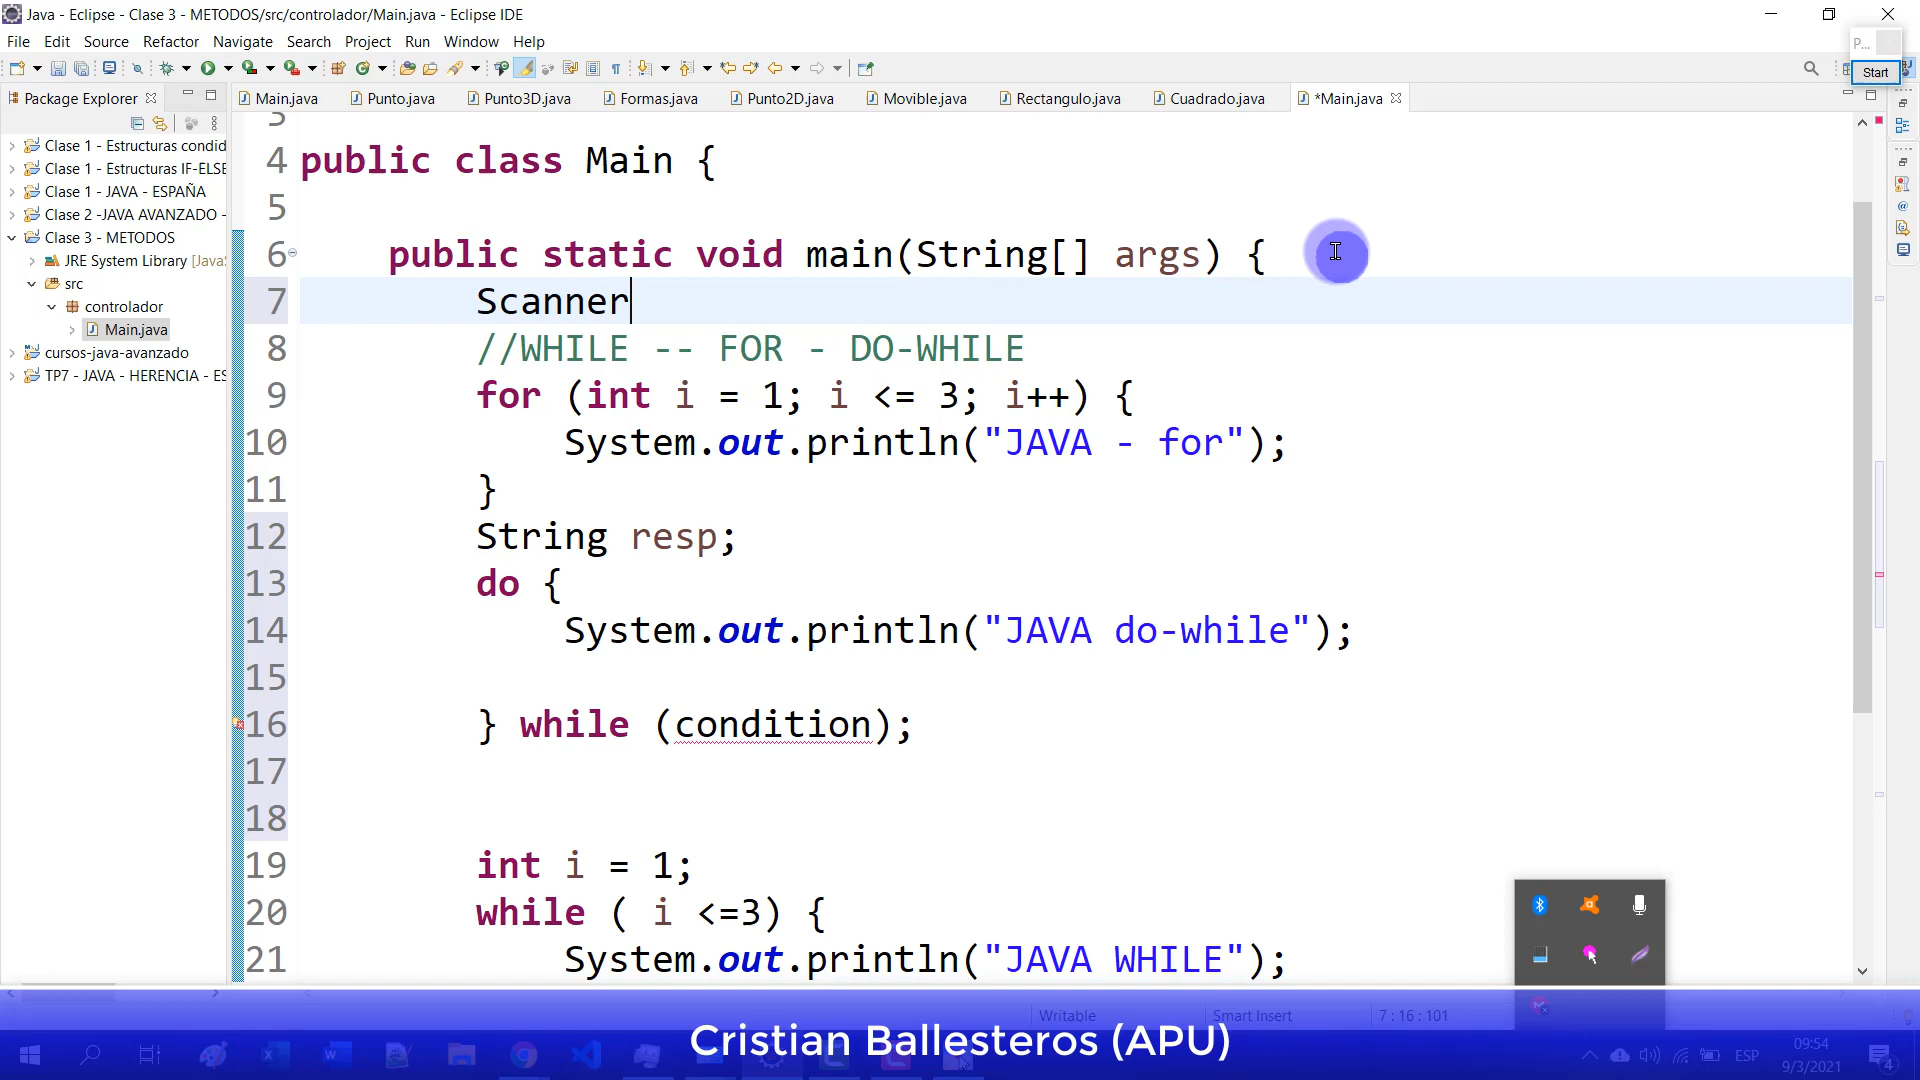 Java - Eclipse - Clase 3 - METODOS/src/controlador/Main.java - Eclipse IDE
File Edit Source Refactor Navigate Search Project Run Window Help
P...
Start
Package Explorer
Main.java Punto.java Punto3D.java Formas.java Punto2D.java Movible.java Rectangulo.java Cuadrado.java *Main.java
Clase 1 - Estructuras condid
Clase 1 - Estructuras IF-ELSE
Clase 1 - JAVA - ESPAÑA
Clase 2 -JAVA AVANZADO -
Clase 3 - METODOS
JRE System Library [Java
src
controlador
Main.java
cursos-java-avanzado
TP7 - JAVA - HERENCIA - ES
3
4 public class Main {
5
6 public static void main(String[] args) {
7 Scanner
8 //WHILE -- FOR - DO-WHILE
9 for (int i = 1; i <= 3; i++) {
10 System.out.println("JAVA - for");
11 }
12 String resp;
13 do {
14 System.out.println("JAVA do-while");
15
16 } while (condition);
17
18
19 int i = 1;
20 while ( i <=3) {
21 System.out.println("JAVA WHILE");
Writable Smart Insert 7 : 16 : 101
Cristian Ballesteros (APU)
ESP
09:54
9/3/2021
4